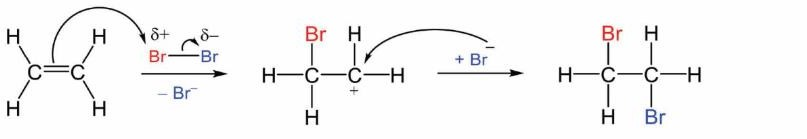 H H
C=C
H H
δ+ δ−
Br—Br
− Br⁻
Br H
H—C—C—H
+
H
+ Br⁻
Br H
H—C—C—H
H Br